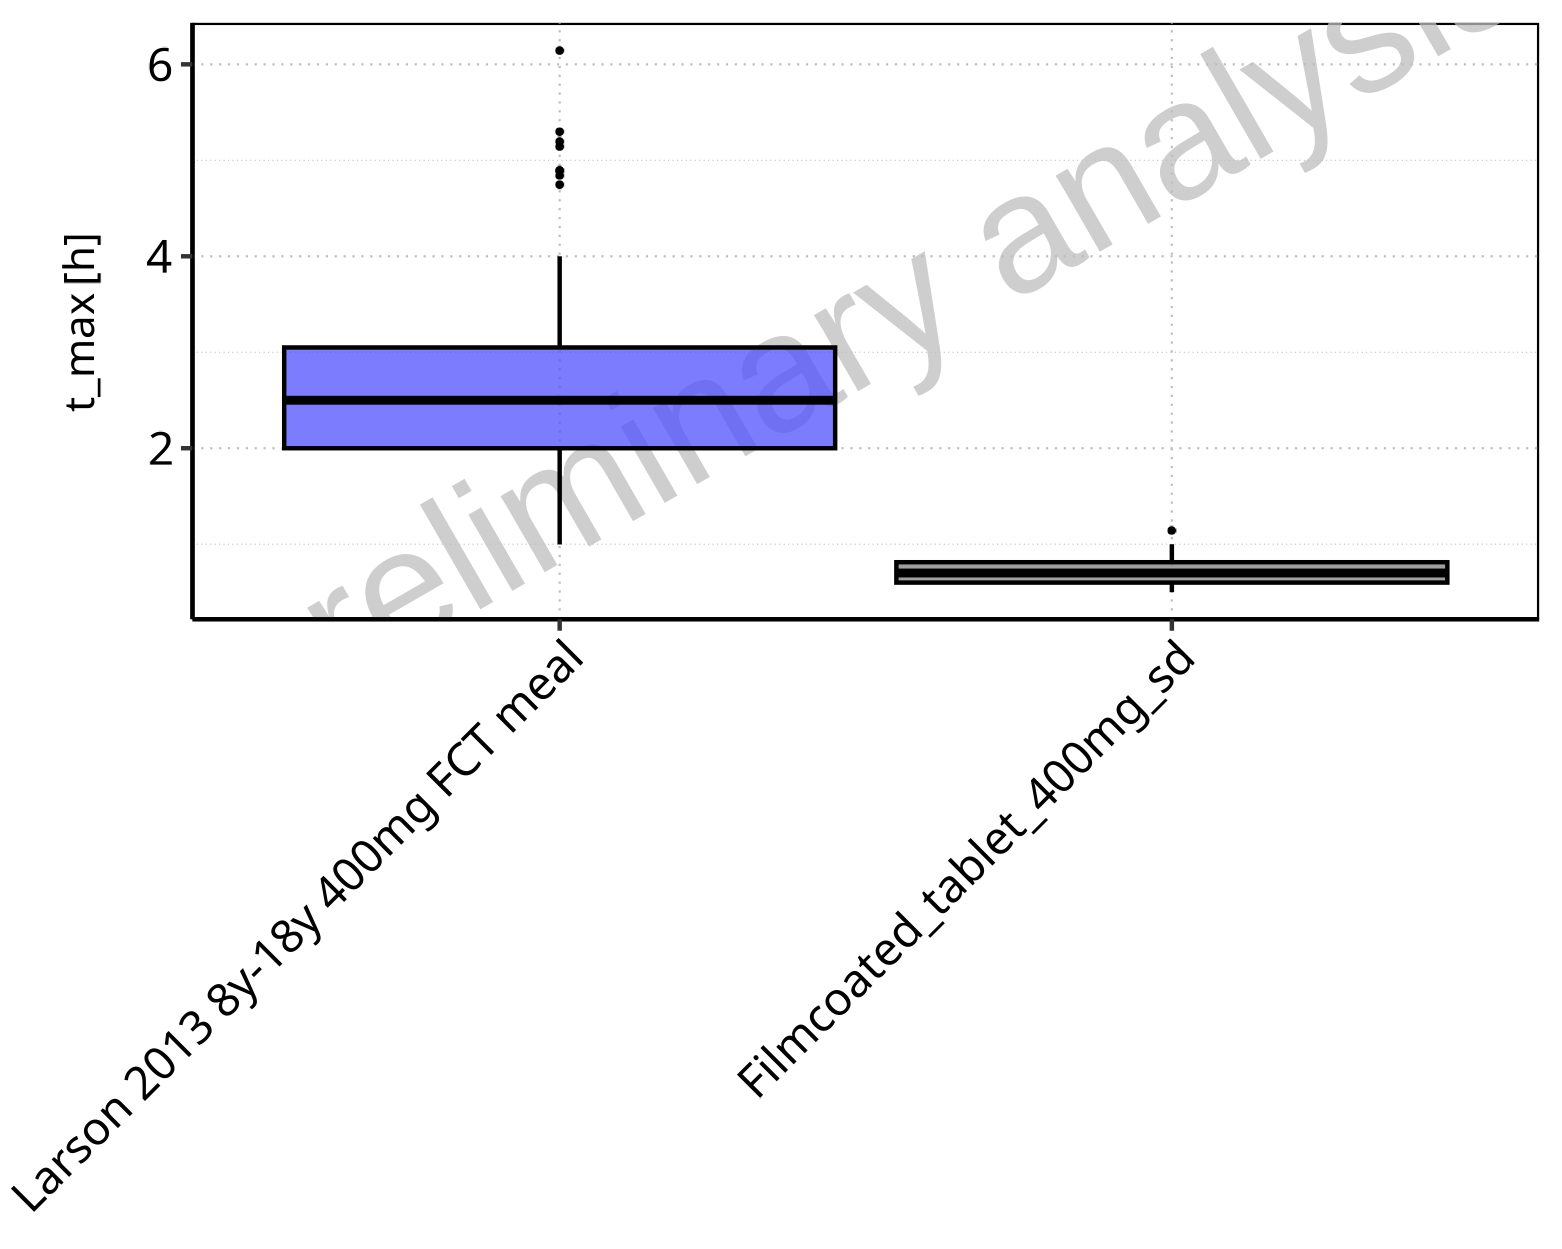 6
4
2
t_max [h]
reliminary analysis
Larson 2013 8y-18y 400mg FCT meal
Filmcoated_tablet_400mg_sd